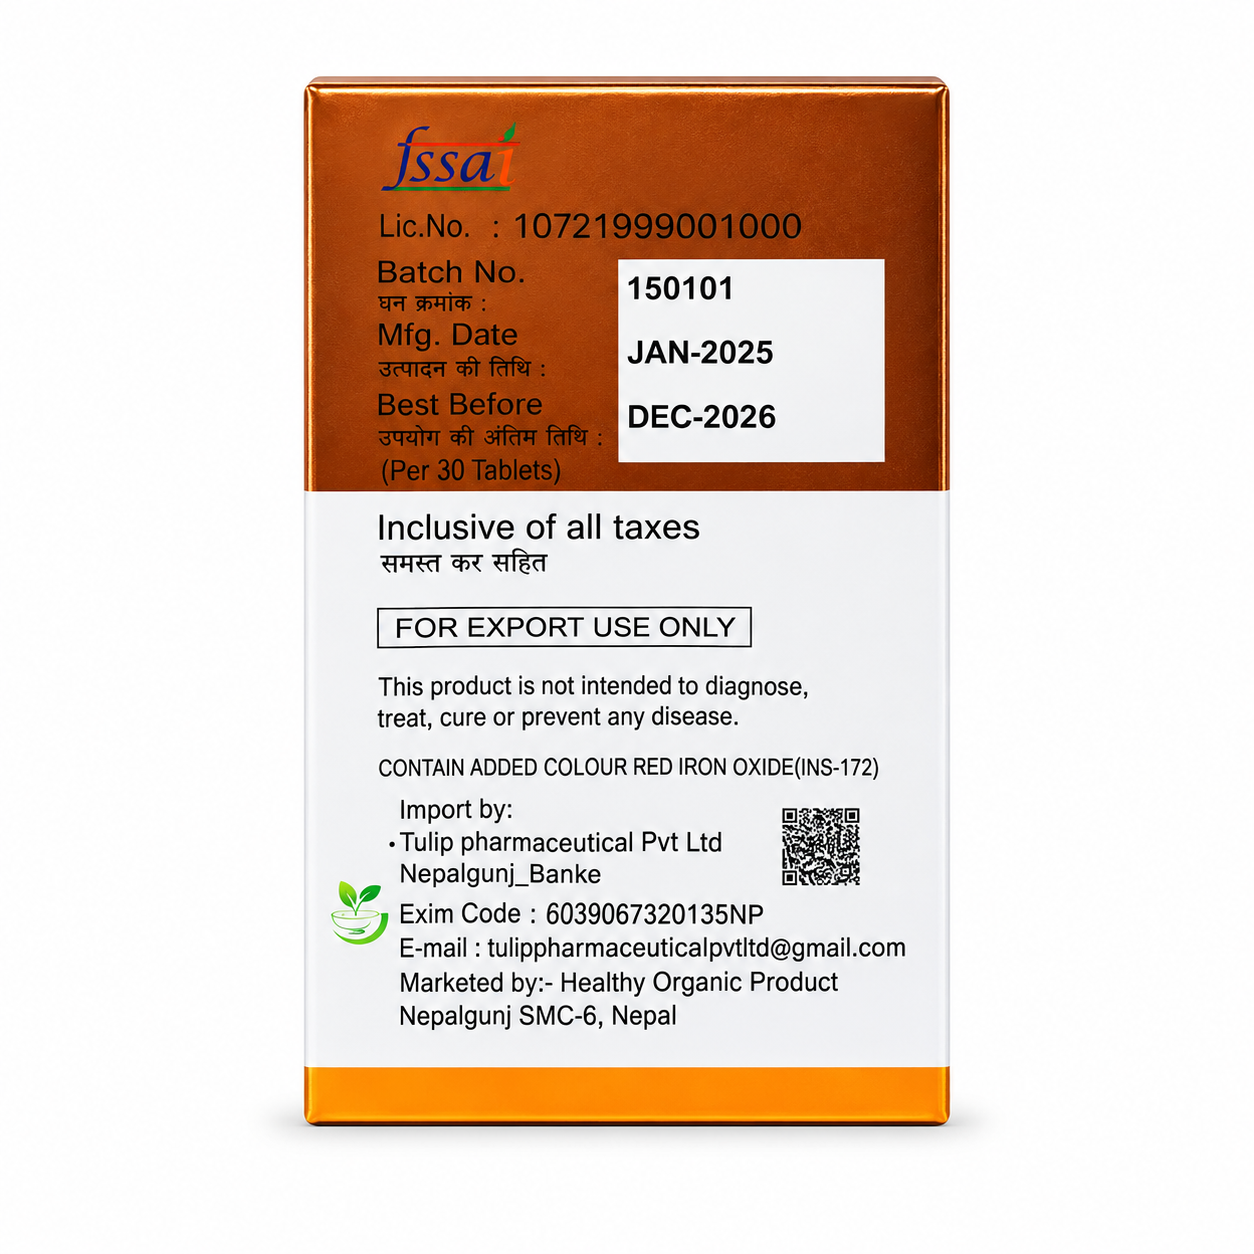 fssai
Lic.No. : 10721999001000
Batch No. 150101
घन क्रमांक :
Mfg. Date JAN-2025
उत्पादन की तिथि :
Best Before DEC-2026
उपयोग की अंतिम तिथि :
(Per 30 Tablets)
Inclusive of all taxes
समस्त कर सहित
FOR EXPORT USE ONLY
This product is not intended to diagnose,
treat, cure or prevent any disease.
CONTAIN ADDED COLOUR RED IRON OXIDE(INS-172)
Import by:
• Tulip pharmaceutical Pvt Ltd
Nepalgunj_Banke
Exim Code : 6039067320135NP
E-mail : tulippharmaceuticalpvtltd@gmail.com
Marketed by:- Healthy Organic Product
Nepalgunj SMC-6, Nepal